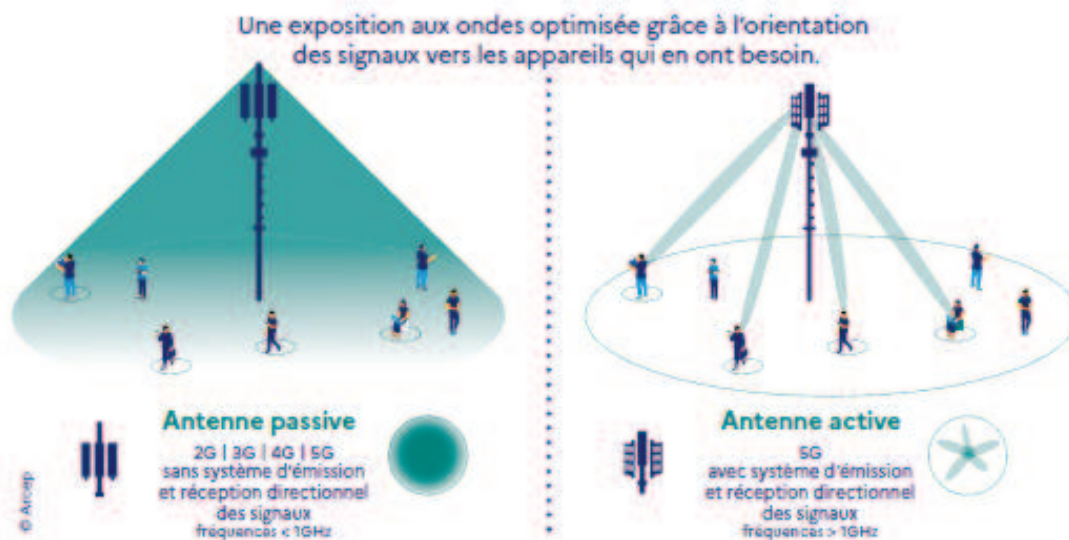 Une exposition aux ondes optimisée grâce à l'orientation
des signaux vers les appareils qui en ont besoin.
Antenne passive
2G | 3G | 4G | 5G
sans système d'émission
et réception directionnel
des signaux
fréquences < 1GHz
Antenne active
5G
avec système d'émission
et réception directionnel
des signaux
fréquences > 1GHz
© Arcep